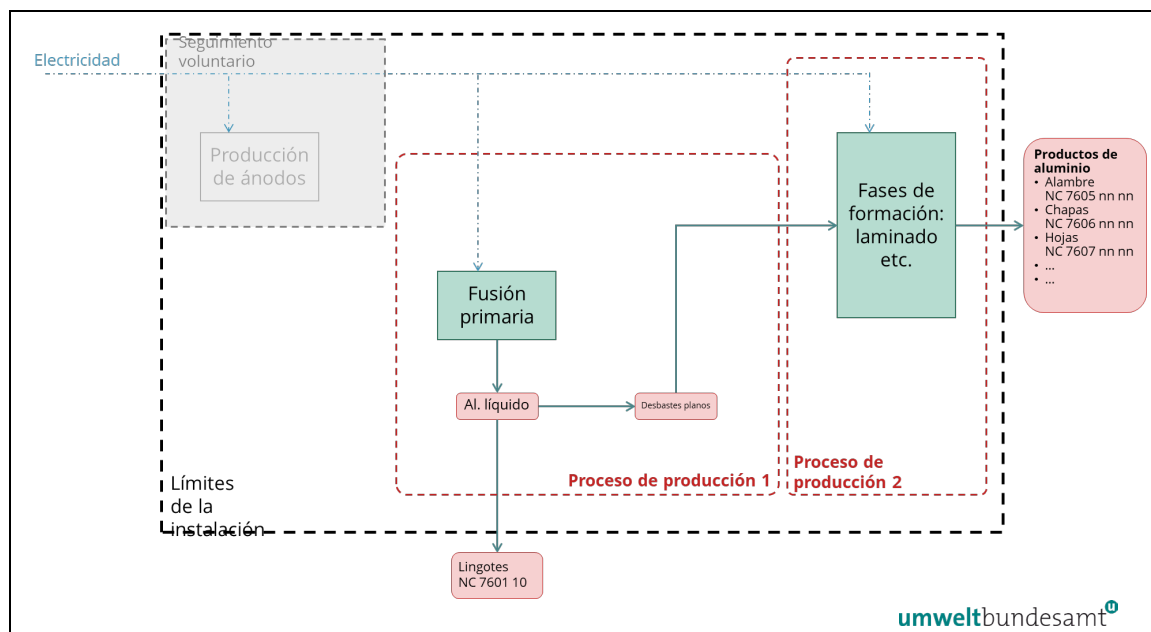 Electricidad
Seguimiento
voluntario
Producción
de ánodos
Fases de
formación:
laminado
etc.
Productos de
aluminio
• Alambre
NC 7605 nn nn
• Chapas
NC 7606 nn nn
• Hojas
NC 7607 nn nn
• ...
• ...
Fusión
primaria
Al. líquido
Desbastes planos
Proceso de producción 1
Proceso de
producción 2
Límites
de la
instalación
Lingotes
NC 7601 10
umweltbundesamt
u